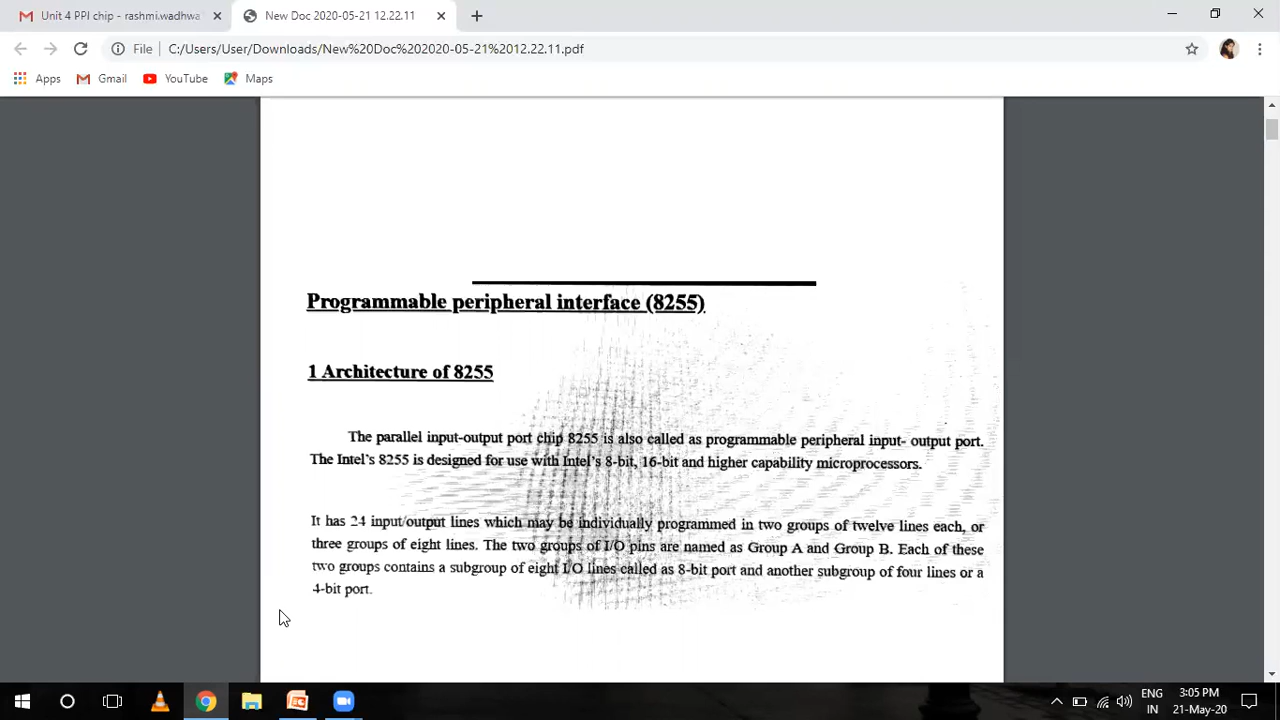 Unit 4 PPI chip - rashmi.wadhwa
New Doc 2020-05-21 12.22.11
File
C:/Users/User/Downloads/New%20Doc%202020-05-21%2012.22.11.pdf
Apps
Gmail
YouTube
Maps
Programmable peripheral interface (8255)
1 Architecture of 8255
The parallel input-output port chip 8255 is also called as progammable peripheral input- output port.
The Intel's 8255 is designed for use with Intel's 8-bit, 16-bit and higher capability microprocessors.
It has 24 input/output lines which may be individually programmed in two groups of twelve lines each, or
three groups of eight lines. The two groups of I/O pins are named as Group A and Group B. Each of these
two groups contains a subgroup of eight I/O lines called as 8-bit port and another subgroup of four lines or a
4-bit port.
ENG
3:05 PM
IN
21-May-20